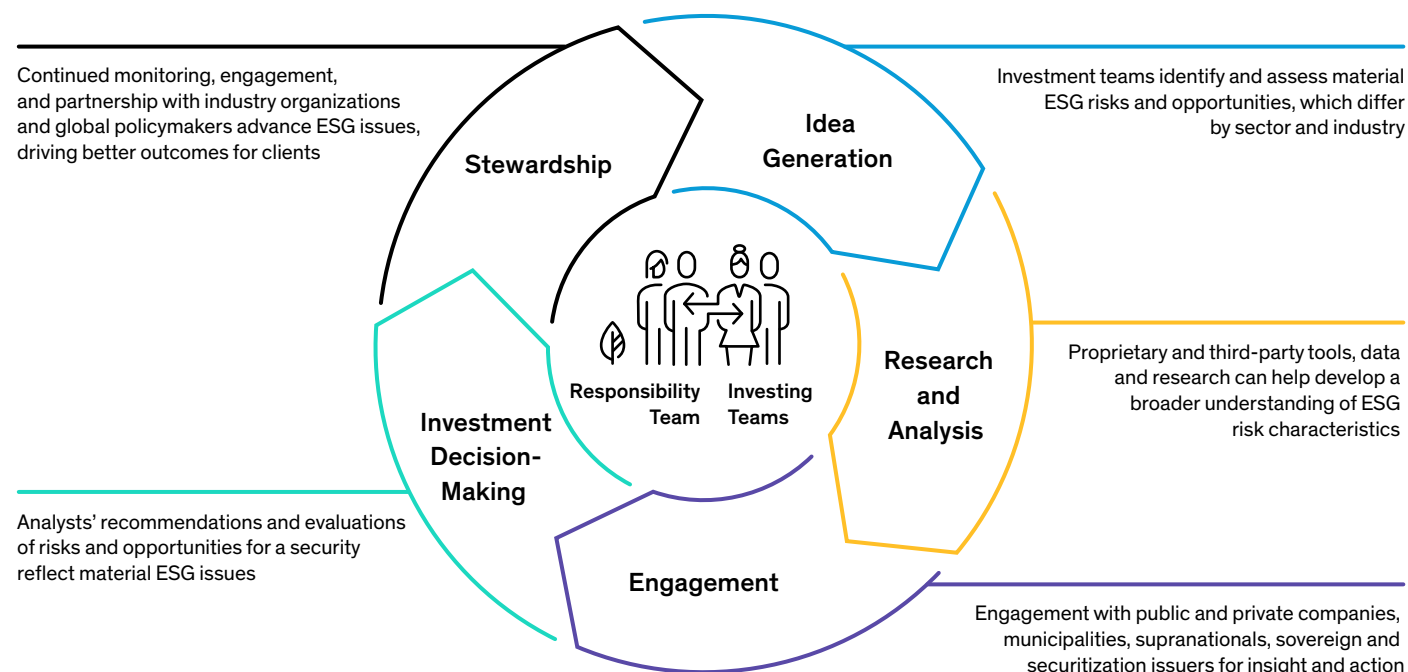 Continued monitoring, engagement,
and partnership with industry organizations
and global policymakers advance ESG issues,
driving better outcomes for clients
Stewardship
Idea
Generation
Investment teams identify and assess material
ESG risks and opportunities, which differ
by sector and industry
Responsibility
Team
Investing
Teams
Research
and
Analysis
Proprietary and third-party tools, data
and research can help develop a
broader understanding of ESG
risk characteristics
Investment
Decision-
Making
Analysts’ recommendations and evaluations
of risks and opportunities for a security
reflect material ESG issues
Engagement
Engagement with public and private companies,
municipalities, supranationals, sovereign and
securitization issuers for insight and action